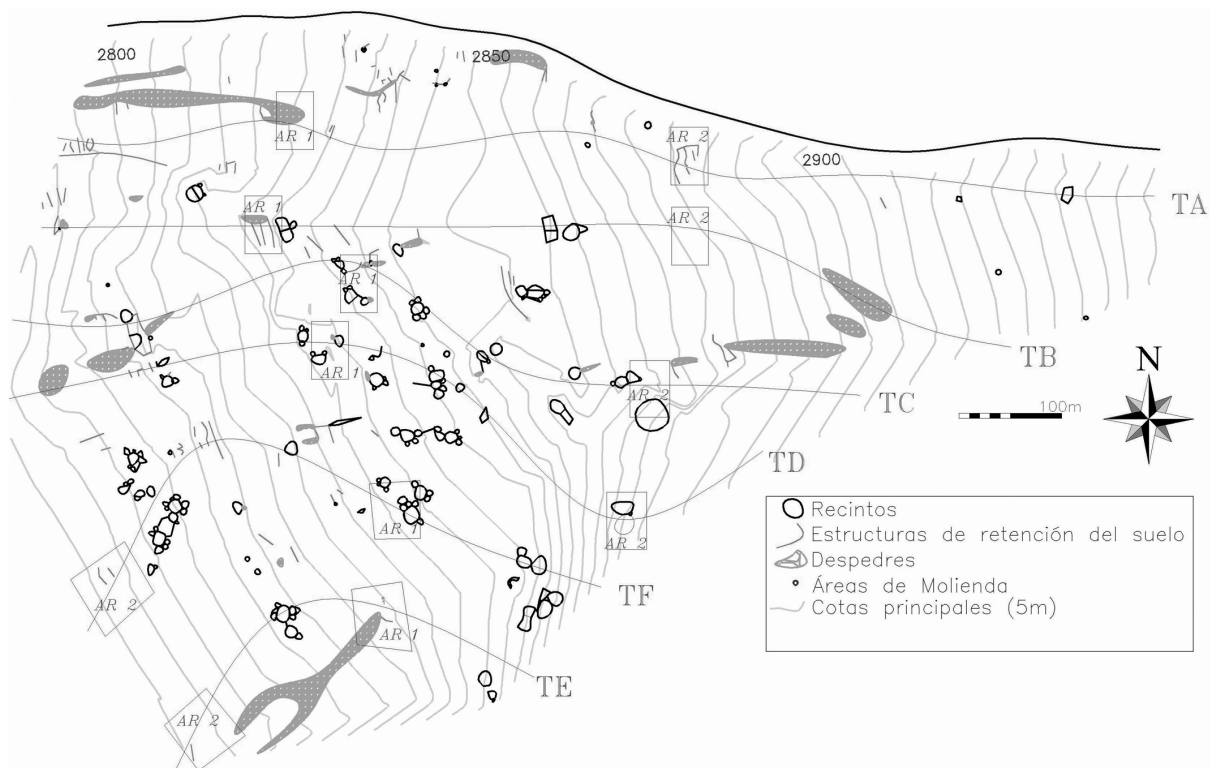 2800
2850
AR 1
AR 2
2900
TA
AR 1
AR 2
AR 1
TB
AR 1
N
TC
AR 2
100m
TD
AR 1
AR 2
Recintos
Estructuras de retención del suelo
Despedres
Áreas de Molienda
Cotas principales (5m)
TF
AR 2
AR 1
TE
AR 2